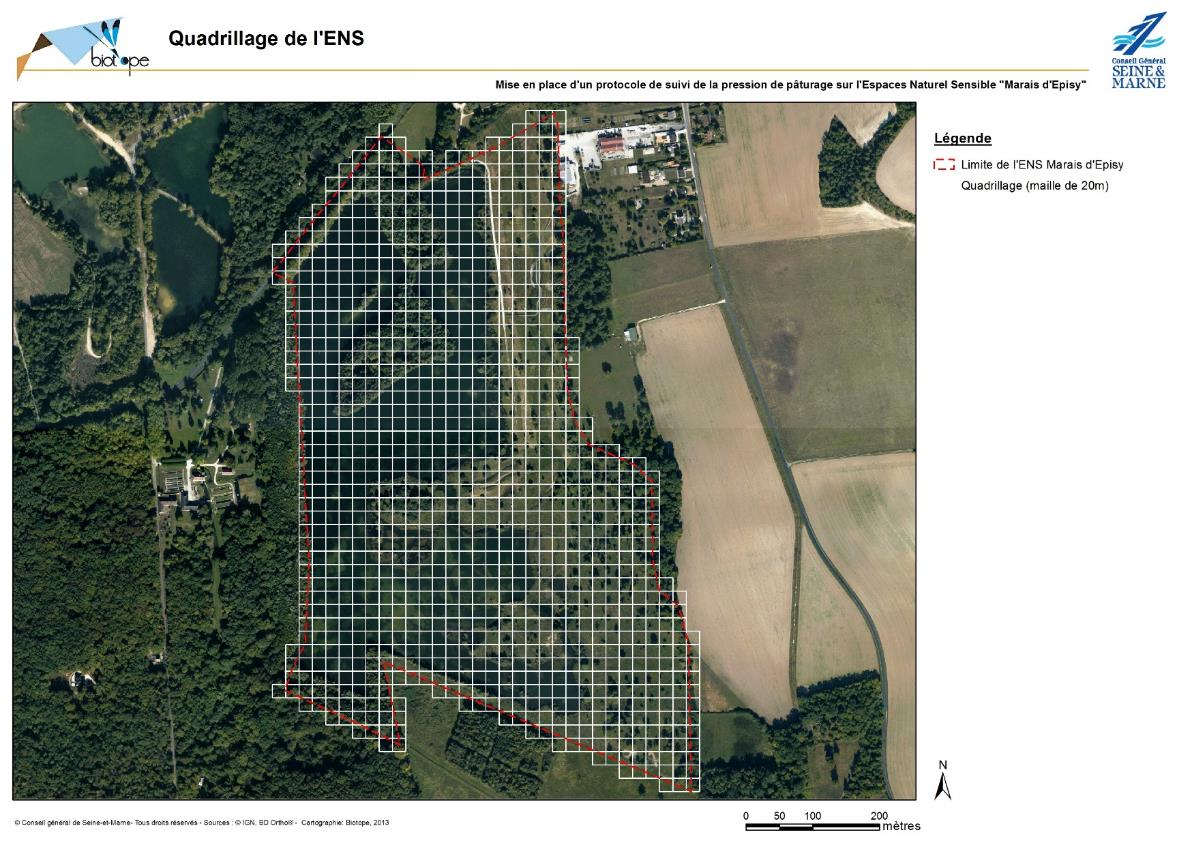 biotope
Quadrillage de l'ENS
Conseil Général
SEINE &
MARNE
Mise en place d'un protocole de suivi de la pression de pâturage sur l'Espaces Naturel Sensible "Marais d'Episy"
Légende
Limite de l'ENS Marais d'Episy
Quadrillage (maille de 20m)
N
0 50 100 200
mètres
© Conseil général de Seine-et-Marne- Tous droits réservés - Sources : © IGN, BD Ortho® - Cartographie: Biotope, 2013